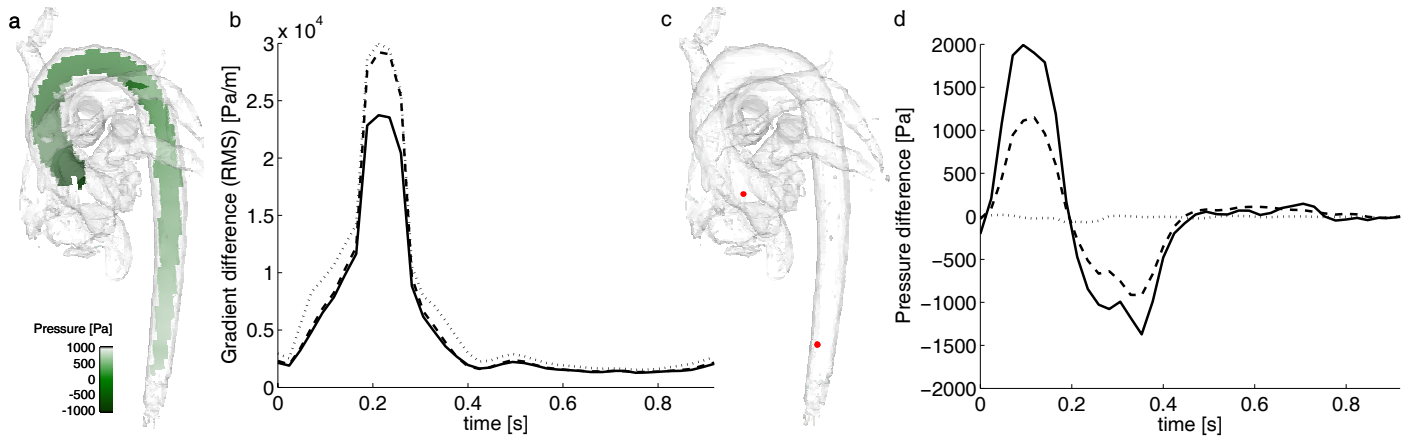 a
Pressure [Pa]
1000
500
0
-500
-1000
b
x 10⁴
Gradient difference (RMS) [Pa/m]
3
2.5
2
1.5
1
0.5
0
0 0.2 0.4 0.6 0.8
time [s]
c
d
Pressure difference [Pa]
2000
1500
1000
500
0
−500
−1000
−1500
−2000
0 0.2 0.4 0.6 0.8
time [s]